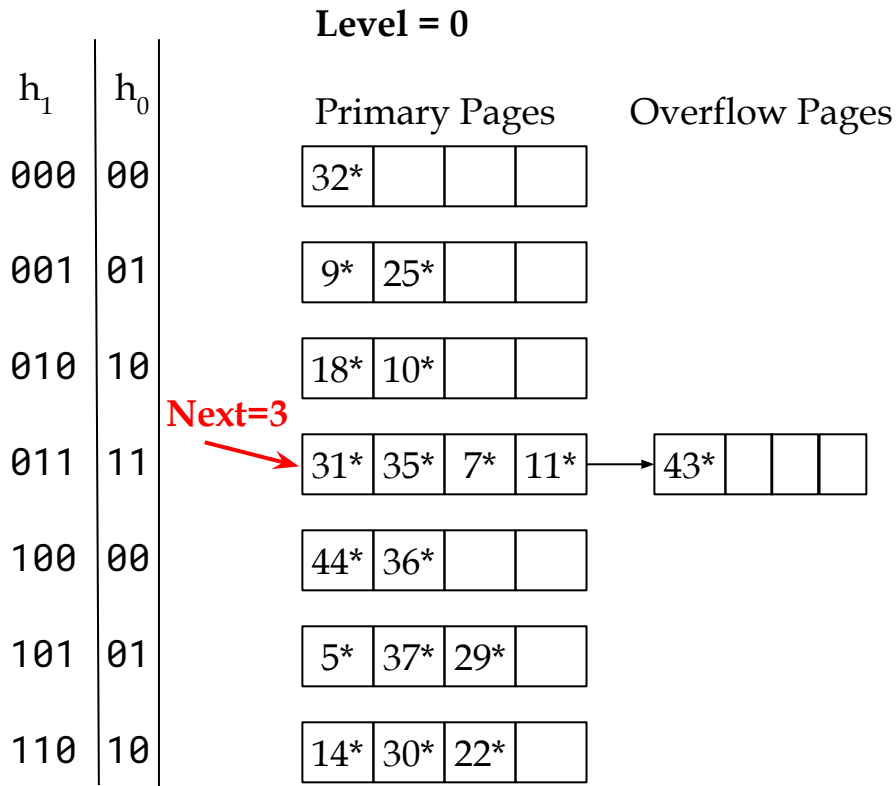 Level = 0
h₁ h₀ Primary Pages Overflow Pages
000 00 32*
001 01 9* 25*
010 10 18* 10*
Next=3
011 11 31* 35* 7* 11* 43*
100 00 44* 36*
101 01 5* 37* 29*
110 10 14* 30* 22*